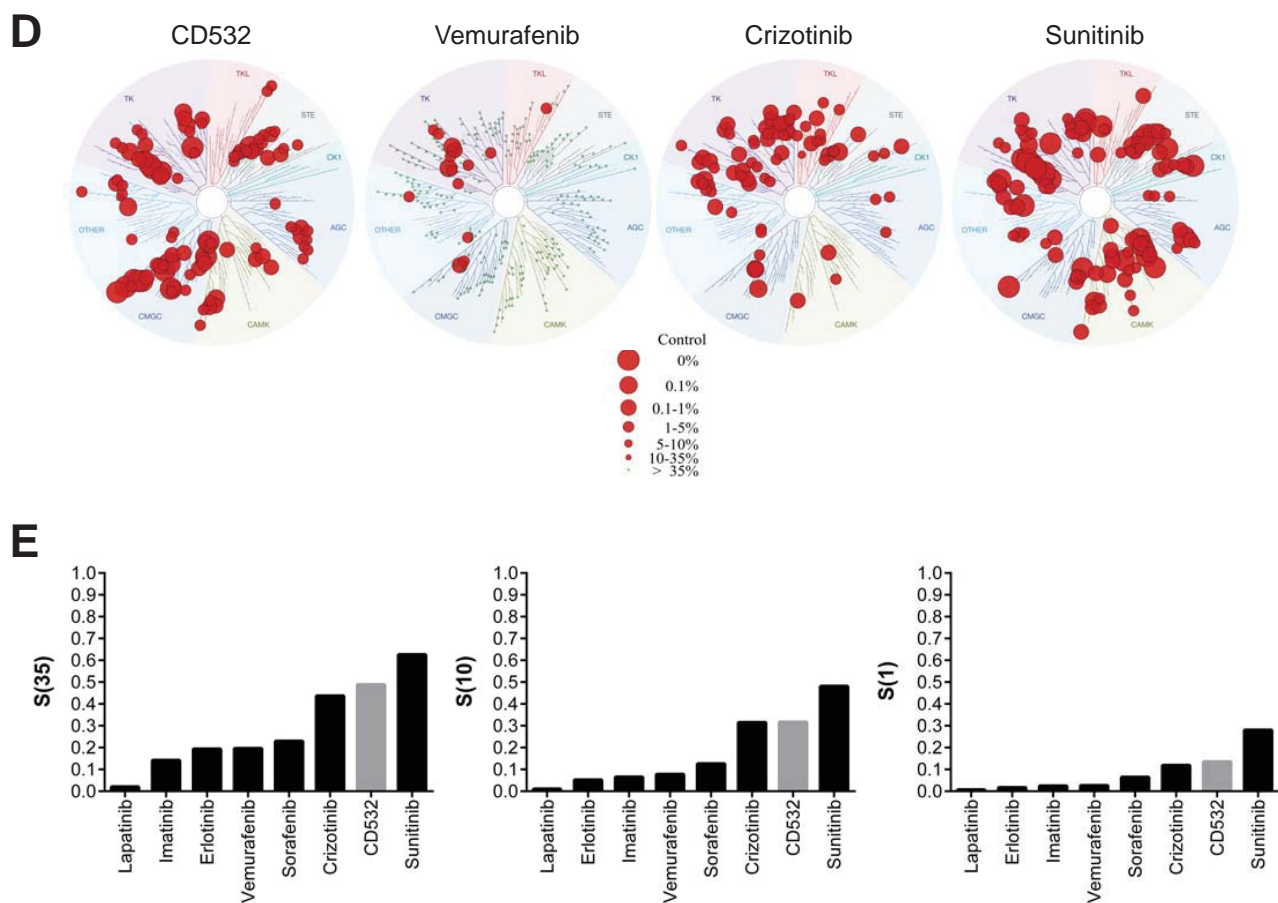 D
CD532 Vemurafenib Crizotinib Sunitinib
TK TKL STE CK1 AGC CAMK CMGC OTHER
TK TKL STE CK1 AGC CAMK CMGC OTHER
TK TKL STE CK1 AGC CAMK CMGC OTHER
TK TKL STE CK1 AGC CAMK CMGC OTHER
Control
0%
0.1%
0.1-1%
1-5%
5-10%
10-35%
> 35%
E
S(35)
1.0
0.9
0.8
0.7
0.6
0.5
0.4
0.3
0.2
0.1
0.0
Lapatinib
Imatinib
Erlotinib
Vemurafenib
Sorafenib
Crizotinib
CD532
Sunitinib
S(10)
1.0
0.9
0.8
0.7
0.6
0.5
0.4
0.3
0.2
0.1
0.0
Lapatinib
Erlotinib
Imatinib
Vemurafenib
Sorafenib
Crizotinib
CD532
Sunitinib
S(1)
1.0
0.9
0.8
0.7
0.6
0.5
0.4
0.3
0.2
0.1
0.0
Lapatinib
Erlotinib
Imatinib
Vemurafenib
Sorafenib
Crizotinib
CD532
Sunitinib